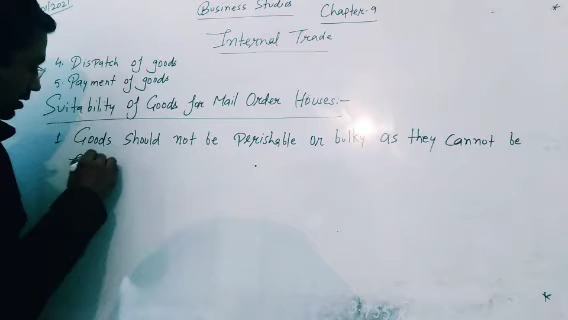 Business Studies Chapter-9
Internal Trade
4. Dispatch of goods
5. Payment of goods
Suitability of Goods for Mail Order Houses:-
1 Goods should not be Perishable or bulky as they cannot be